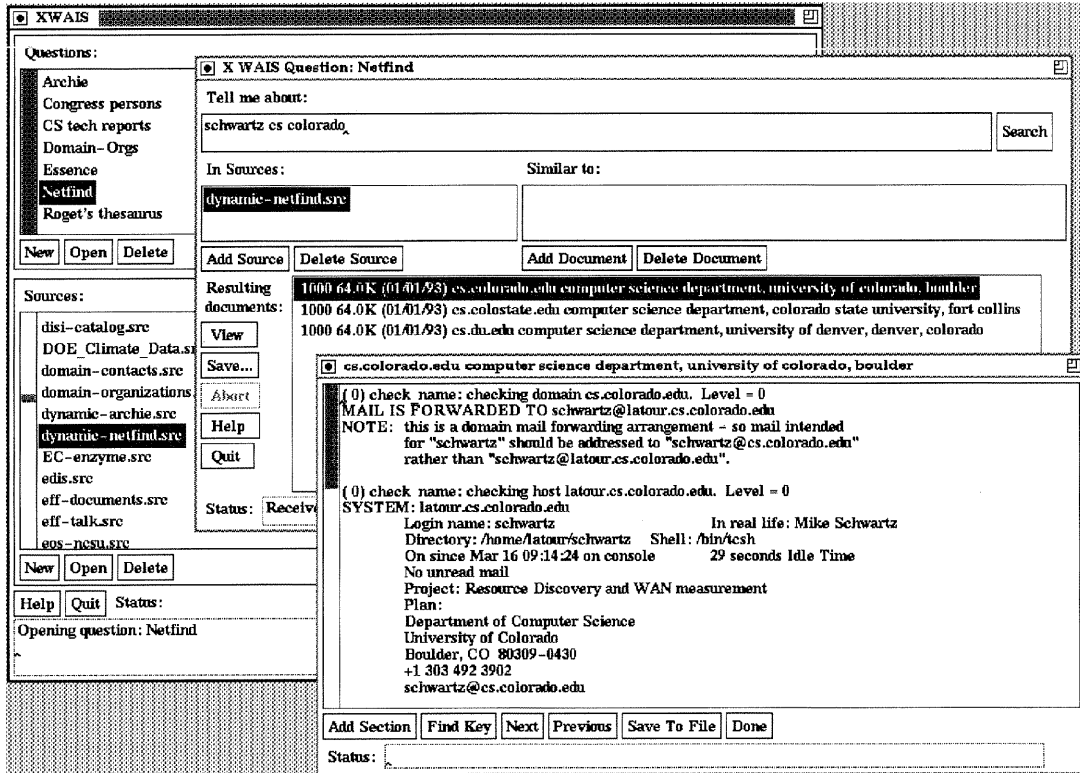 XWAIS
Questions:
Archie
Congress persons
CS tech reports
Domain-Orgs
Essence
Netfind
Roget's thesaurus
New Open Delete
Sources:
disi-catalog.src
DOE_Climate_Data.sr
domain-contacts.src
domain-organizations.
dynamic-archie.src
dynamic-netfind.src
EC-enzyme.src
edis.src
eff-documents.src
eff-talk.src
eos-ncsu.src
New Open Delete
Help Quit Status:
Opening question: Netfind
X WAIS Question: Netfind
Tell me about:
schwartz cs colorado
Search
In Sources:
Similar to:
dynamic-netfind.src
Add Source Delete Source
Add Document Delete Document
Resulting
documents:
1000 64.0K (01/01/93) cs.colorado.edu computer science department, university of colorado, boulder
1000 64.0K (01/01/93) cs.colostate.edu computer science department, colorado state university, fort collins
1000 64.0K (01/01/93) cs.du.edu computer science department, university of denver, denver, colorado
View
Save...
Abort
Help
Quit
Status: Receive
cs.colorado.edu computer science department, university of colorado, boulder
( 0) check_name: checking domain cs.colorado.edu. Level = 0
MAIL IS FORWARDED TO schwartz@latour.cs.colorado.edu
NOTE: this is a domain mail forwarding arrangement - so mail intended
for "schwartz" should be addressed to "schwartz@cs.colorado.edu"
rather than "schwartz@latour.cs.colorado.edu".
( 0) check_name: checking host latour.cs.colorado.edu. Level = 0
SYSTEM: latour.cs.colorado.edu
Login name: schwartz In real life: Mike Schwartz
Directory: /home/latour/schwartz Shell: /bin/tcsh
On since Mar 16 09:14:24 on console 29 seconds Idle Time
No unread mail
Project: Resource Discovery and WAN measurement
Plan:
Department of Computer Science
University of Colorado
Boulder, CO 80309-0430
+1 303 492 3902
schwartz@cs.colorado.edu
Add Section Find Key Next Previous Save To File Done
Status: